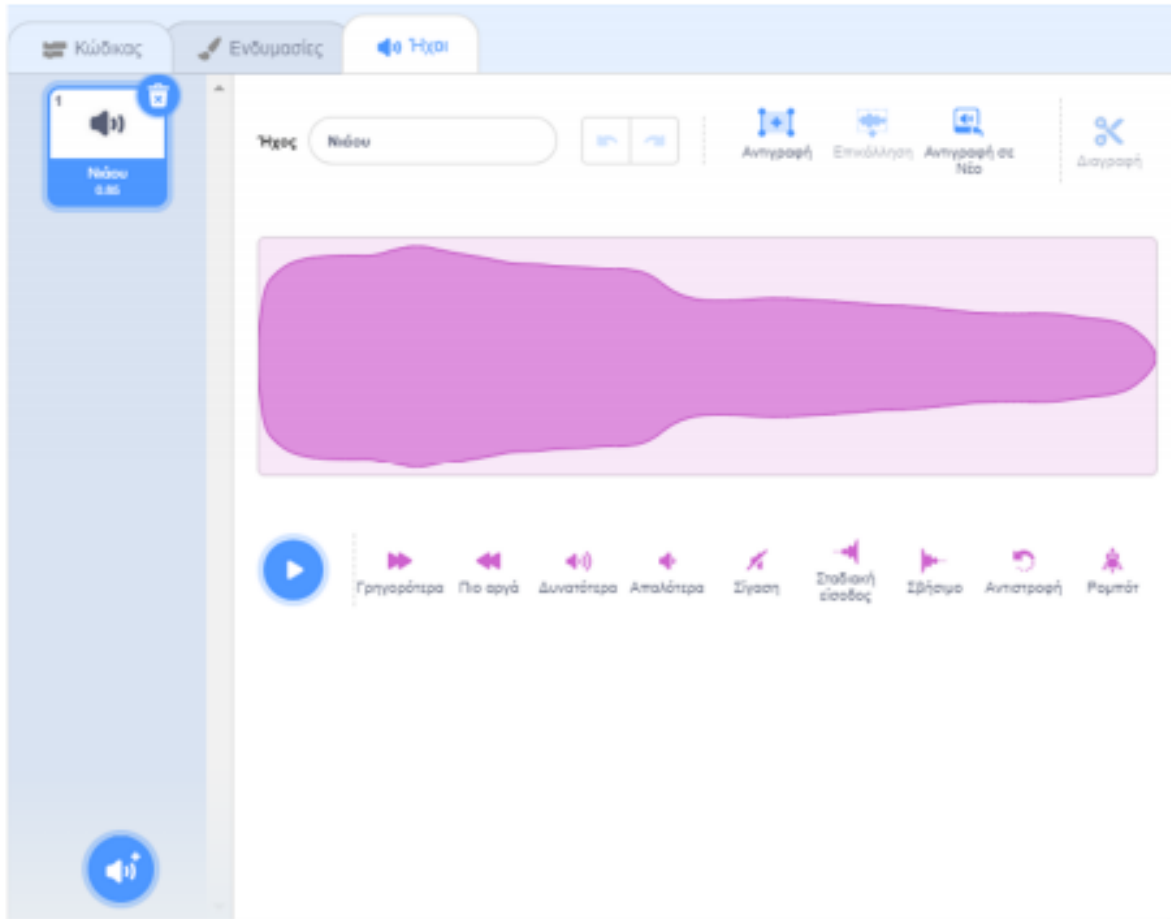 Κώδικας Ενδυμασίες Ήχοι
1
Νιάου
0.85
Ήχος Νιάου
Αντιγραφή Επικόλληση Αντιγραφή σε
Νέο
Διαγραφή
Γρηγορότερα Πιο αργά Δυνατότερα Απαλότερα Σίγαση Σταδιακή
είσοδος Σβήσιμο Αντιστροφή Ρομπότ